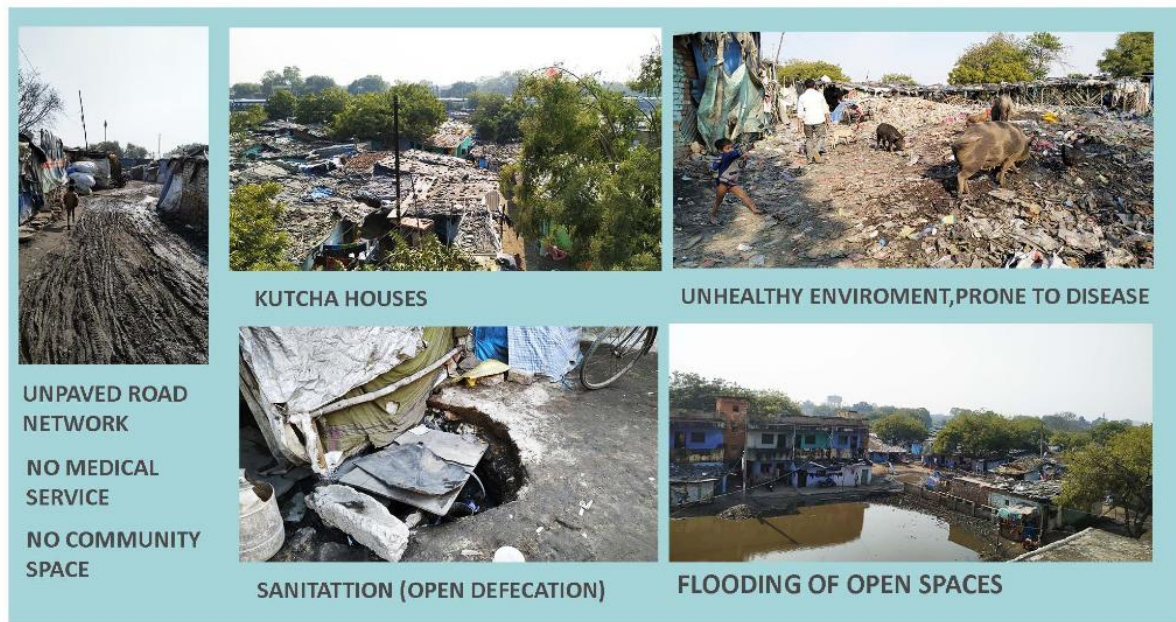 KUTCHA HOUSES
UNHEALTHY ENVIROMENT,PRONE TO DISEASE
UNPAVED ROAD
NETWORK
NO MEDICAL
SERVICE
NO COMMUNITY
SPACE
SANITATTION (OPEN DEFECATION)
FLOODING OF OPEN SPACES